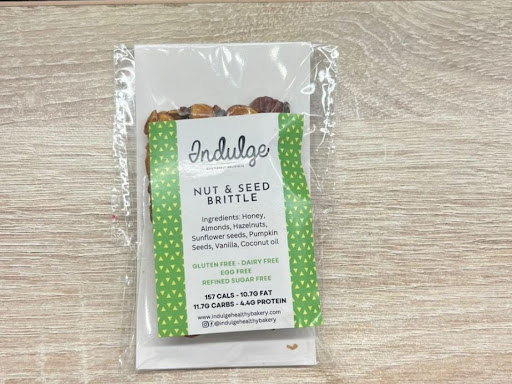 Indulge
NUT & SEED
BRITTLE
Ingredients: Honey,
Almonds, Hazelnuts,
Sunflower seeds, Pumpkin
Seeds, Vanilla, Coconut oil
GLUTEN FREE - DAIRY FREE
EGG FREE
REFINED SUGAR FREE
157 CALS - 10.7G FAT
11.7G CARBS - 4.4G PROTEIN
www.indulgehealthybakery.com
@indulgehealthybakery